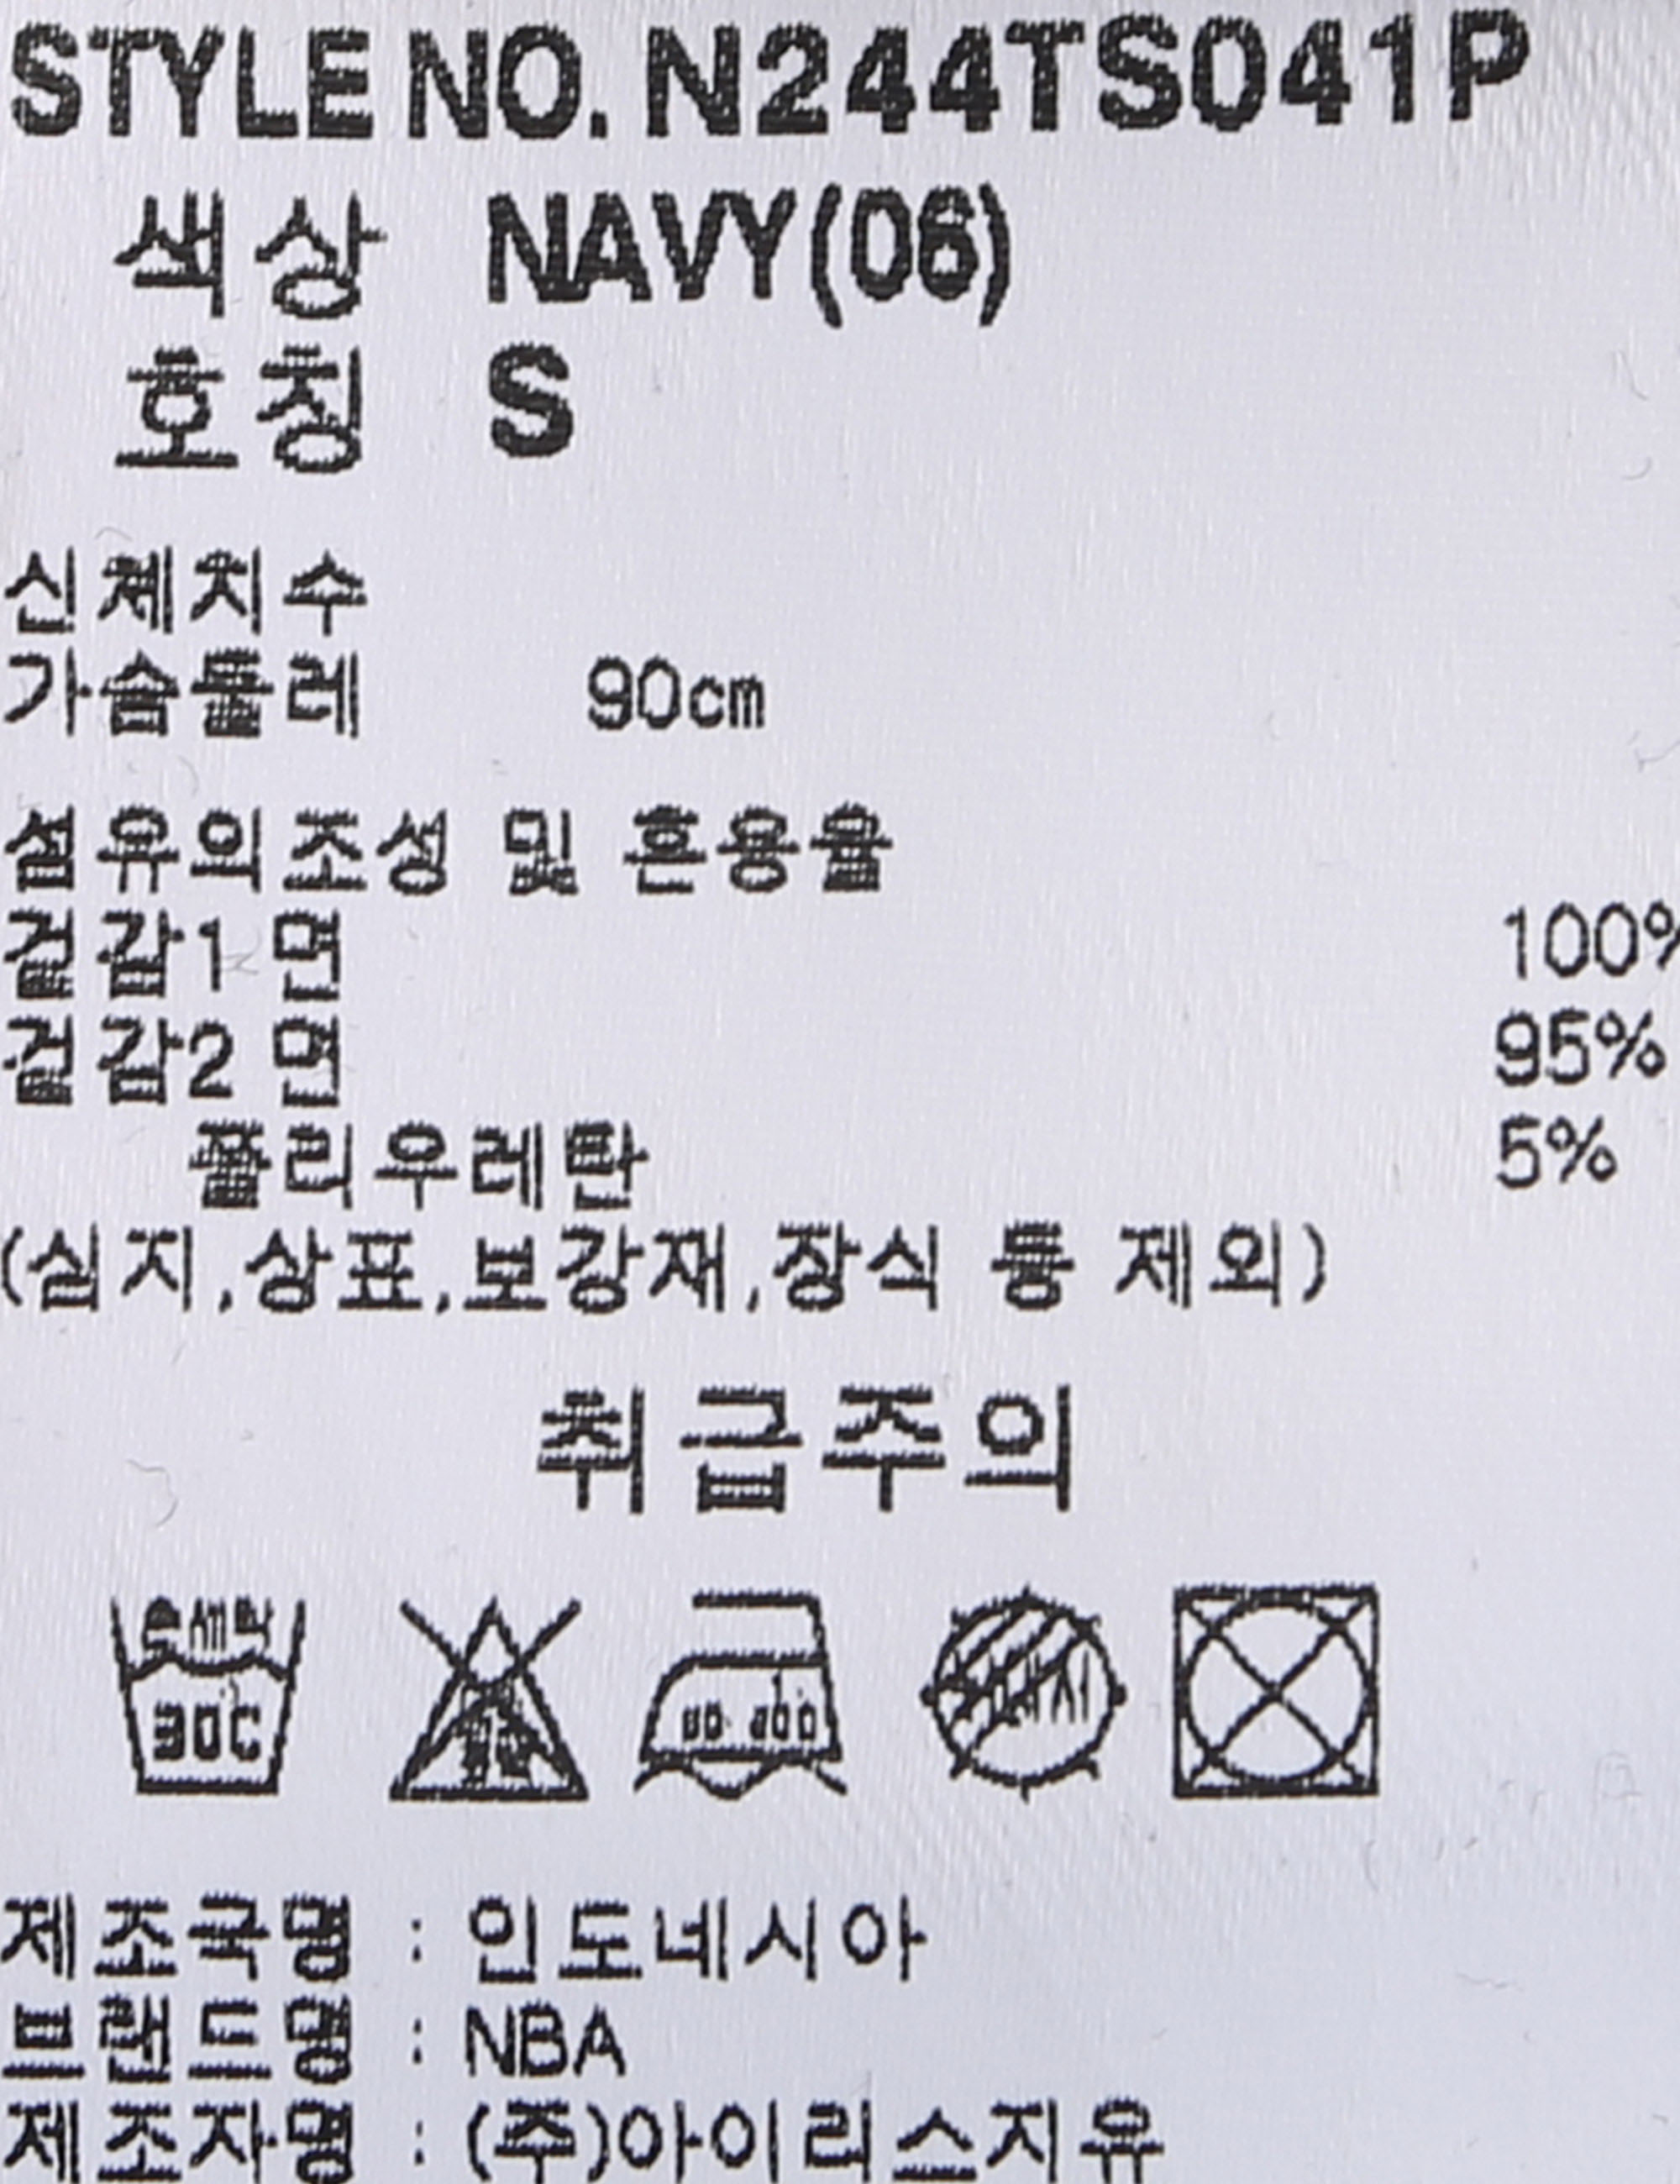 STYLE NO. N244TS041P
색상 NAVY(06)
호칭 S
신체치수
가슴둘레 90cm
섬유의조성 및 혼용율
겉감1 면 100%
겉감2 면 95%
폴리우레탄 5%
(심지,상표,보강재,장식 등 제외)
취급주의
30C
제조국명 : 인도네시아
브랜드명 : NBA
제조자명 : (주)아이리스지유